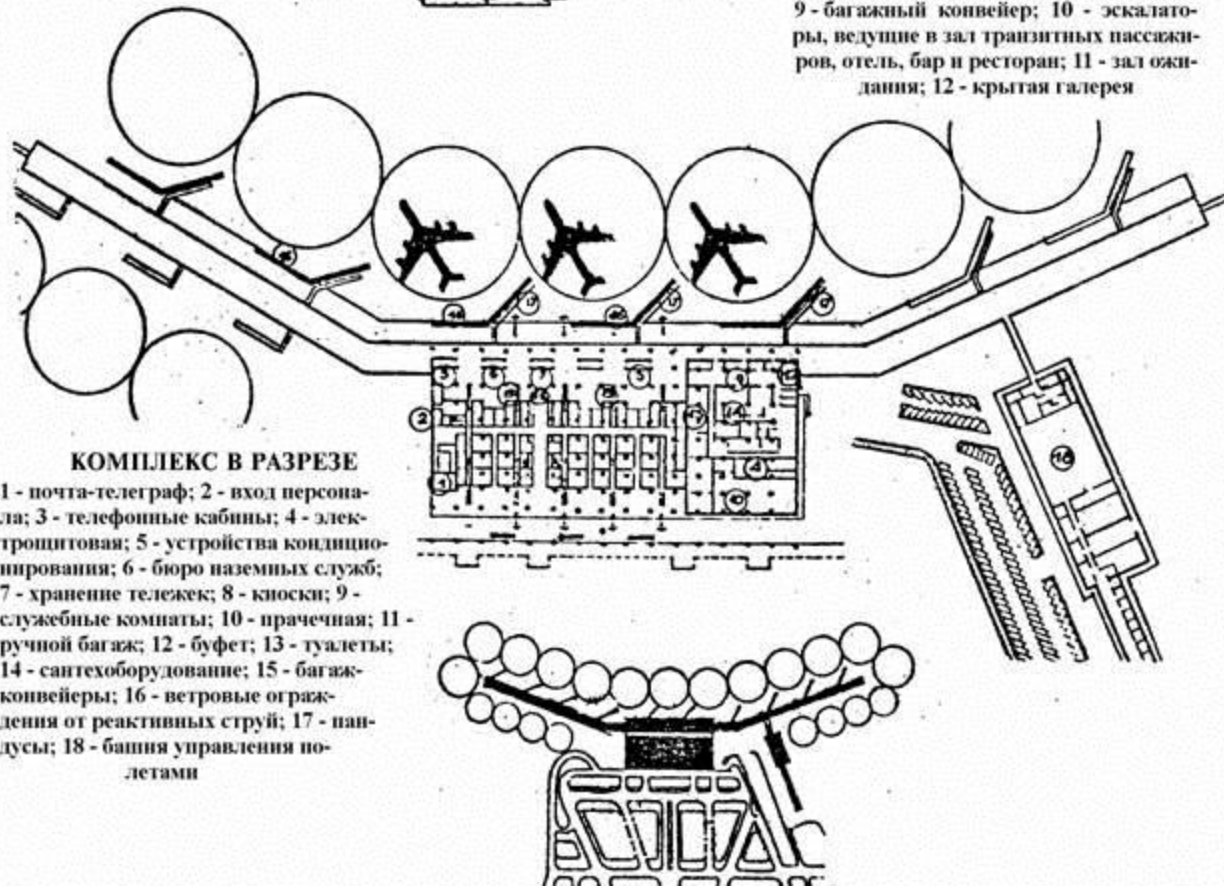 9 - багажный конвейер; 10 - эскалато-
ры, ведущие в зал транзитных пассажи-
ров, отель, бар и ресторан; 11 - зал ожи-
дания; 12 - крытая галерея
КОМПЛЕКС В РАЗРЕЗЕ
1 - почта-телеграф; 2 - вход персона-
ла; 3 - телефонные кабины; 4 - элек-
трощитовая; 5 - устройства кондицио-
нирования; 6 - бюро наземных служб;
7 - хранение тележек; 8 - киоски; 9 -
служебные комнаты; 10 - прачечная; 11 -
ручной багаж; 12 - буфет; 13 - туалеты;
14 - сантехоборудование; 15 - багаж-
конвейеры; 16 - ветровые ограж-
дения от реактивных струй; 17 - пан-
дусы; 18 - башня управления по-
летами